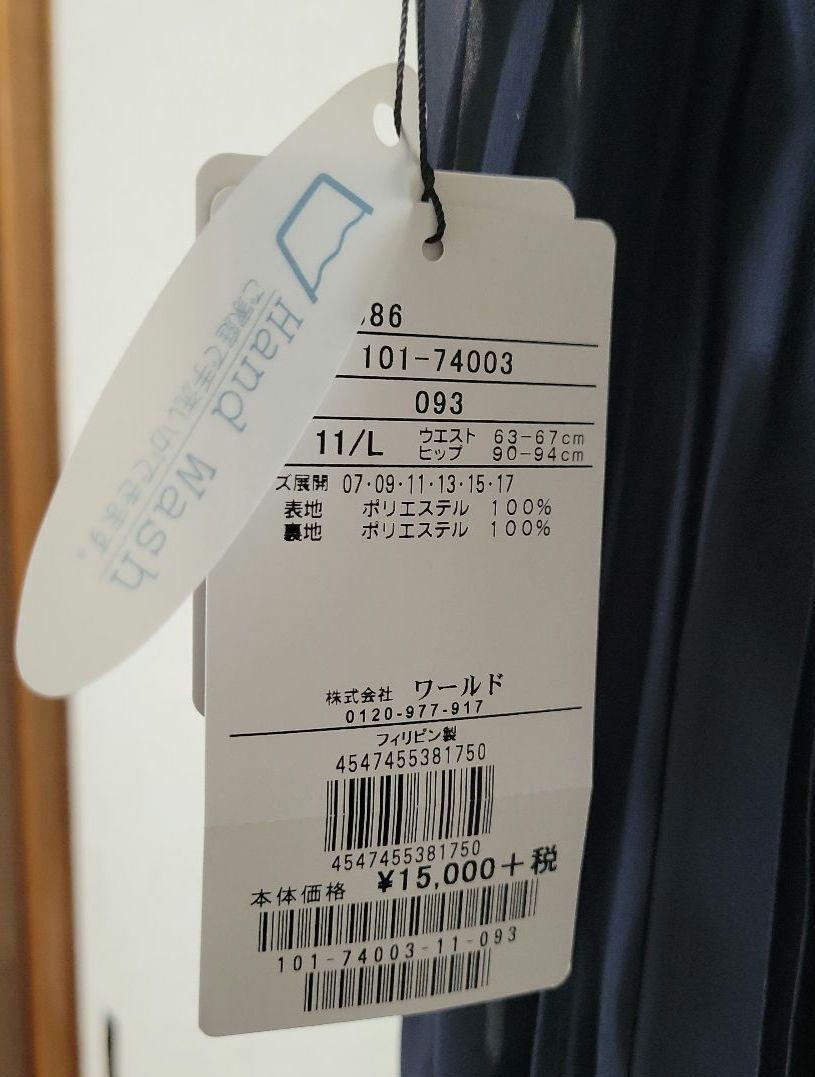 Hand Wash
ご家庭で手洗いができます。
86
101-74003
093
11/L ウエスト 63-67cm
ヒップ 90-94cm
ズ展開 07・09・11・13・15・17
表地 ポリエステル 100%
裏地 ポリエステル 100%
株式会社 ワールド
0120-977-917
フィリピン製
4547455381750
4547455381750
本体価格 ¥15,000+税
101-74003-11-093